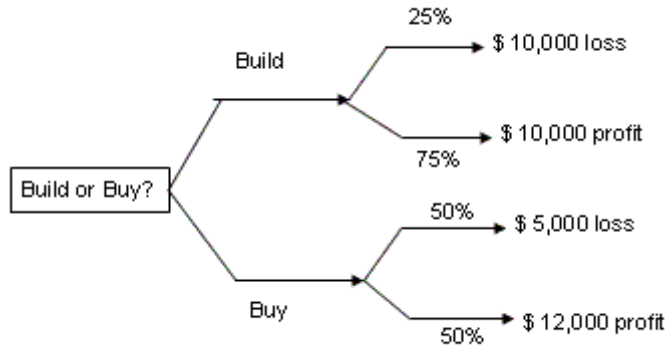 25%
$ 10,000 loss
Build
$ 10,000 profit
75%
Build or Buy?
50%
$ 5,000 loss
Buy
$ 12,000 profit
50%